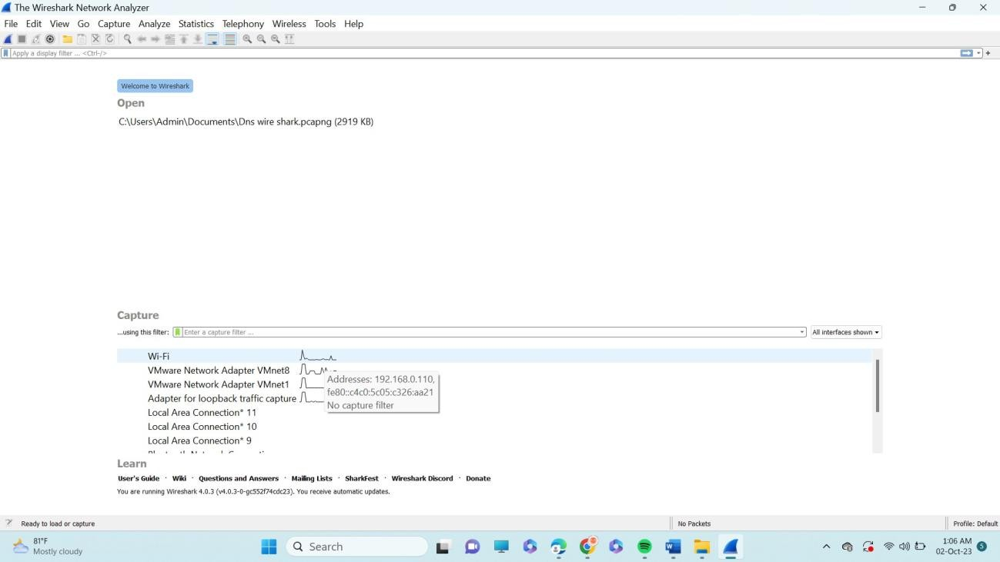 The Wireshark Network Analyzer
File Edit View Go Capture Analyze Statistics Telephony Wireless Tools Help
Apply a display filter ... <Ctrl-/>
+
Welcome to Wireshark
Open
C:\Users\Admin\Documents\Dns wire shark.pcapng (2919 KB)
Capture
...using this filter: Enter a capture filter ... All interfaces shown
Wi-Fi
VMware Network Adapter VMnet8
VMware Network Adapter VMnet1
Adapter for loopback traffic capture
Addresses: 192.168.0.110,
fe80::c4c0:5c05:c326:aa21
No capture filter
Local Area Connection* 11
Local Area Connection* 10
Local Area Connection* 9
Learn
User's Guide · Wiki · Questions and Answers · Mailing Lists · SharkFest · Wireshark Discord · Donate
You are running Wireshark 4.0.3 (v4.0.3-0-gc552f74cdc23). You receive automatic updates.
Ready to load or capture No Packets Profile: Default
81°F
Mostly cloudy
Search
1:06 AM
02-Oct-23
5